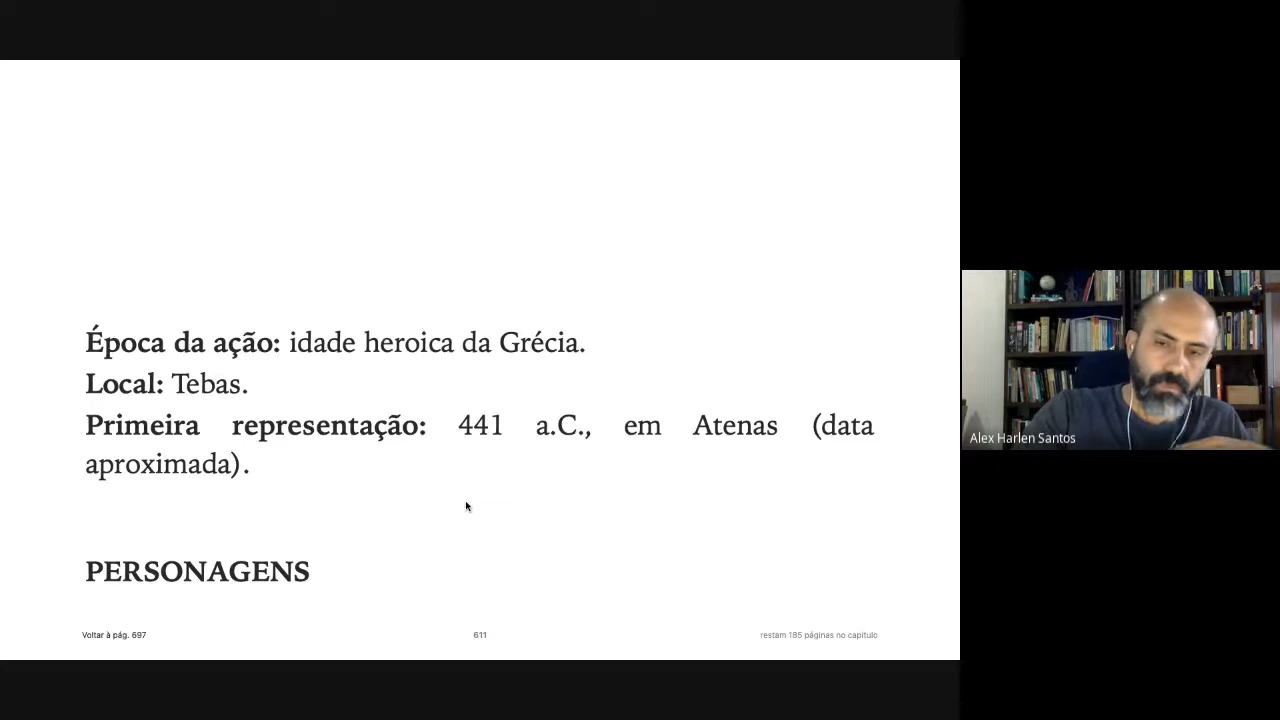 Época da ação: idade heroica da Grécia.
Local: Tebas.
Primeira representação: 441 a.C., em Atenas (data
aproximada).
PERSONAGENS
Voltar à pág. 697
611
restam 185 páginas no capítulo
Alex Harlen Santos